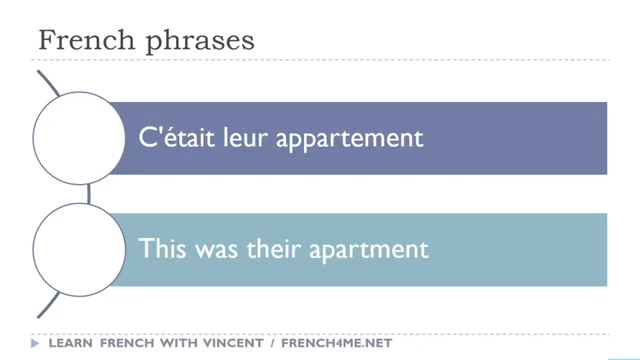 French phrases
C'était leur appartement
This was their apartment
LEARN FRENCH WITH VINCENT / FRENCH4ME.NET